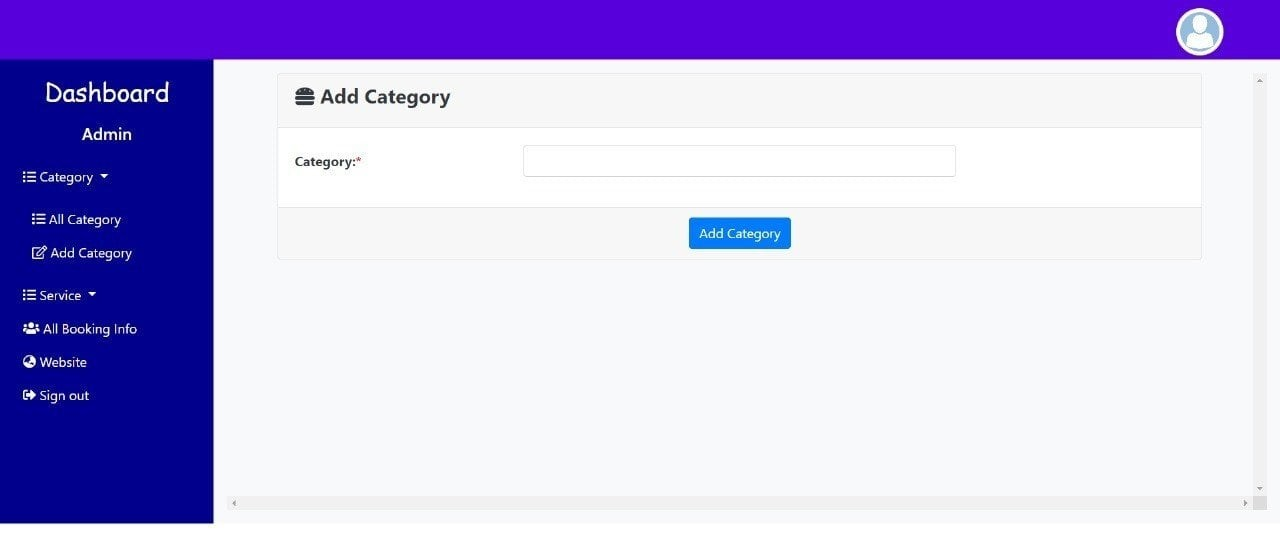 Dashboard
Admin
Category
All Category
Add Category
Service
All Booking Info
Website
Sign out
Add Category
Category:*
Add Category